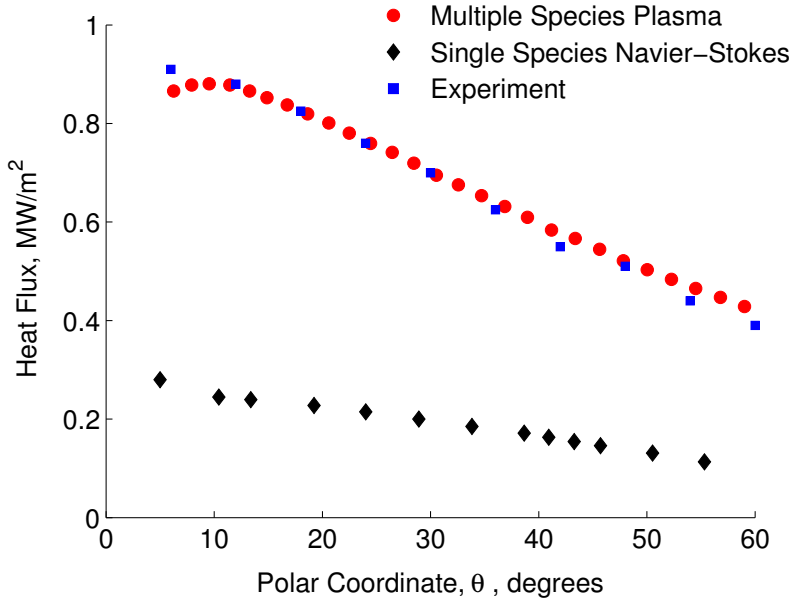 Multiple Species Plasma
Single Species Navier−Stokes
Experiment
1
0.8
0.6
0.4
0.2
0
Heat Flux, MW/m²
0 10 20 30 40 50 60
Polar Coordinate, θ , degrees